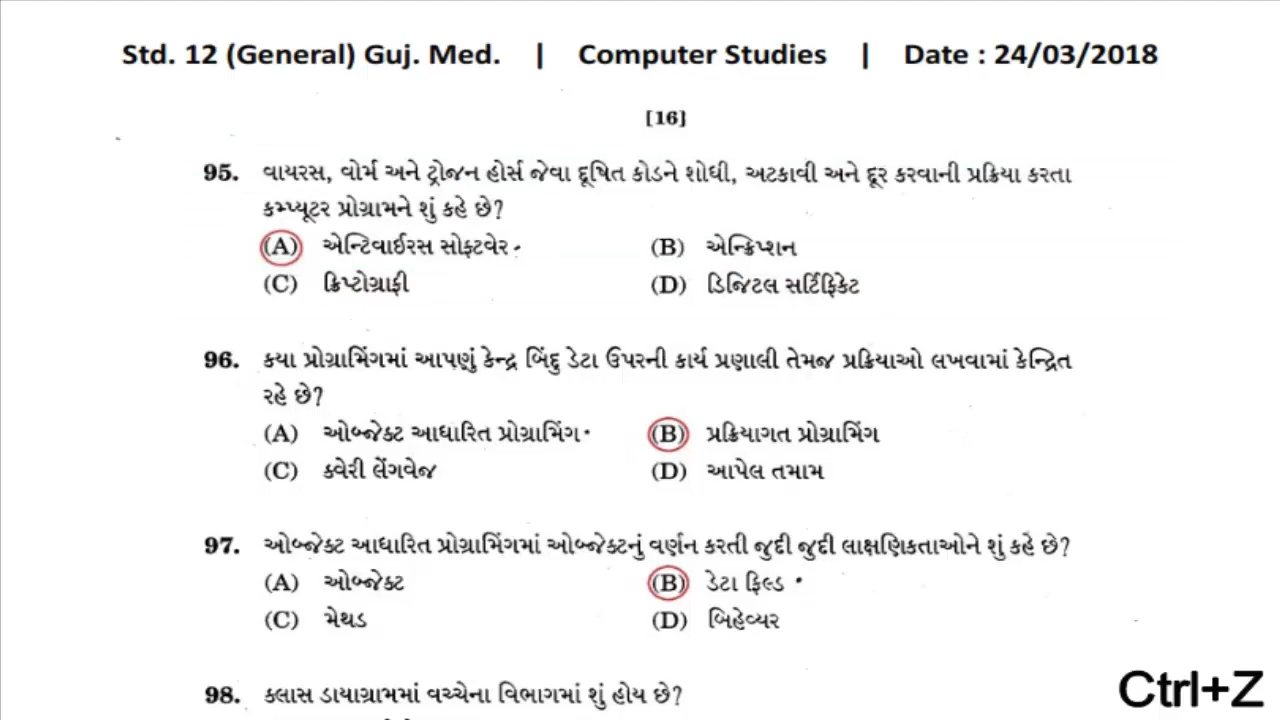 Std. 12 (General) Guj. Med. | Computer Studies | Date : 24/03/2018
[16]
95. વાયરસ, વોર્મ અને ટ્રોજન હોર્સ જેવા દૂષિત કોડને શોધી, અટકાવી અને દૂર કરવાની પ્રક્રિયા કરતા
કમ્પ્યૂટર પ્રોગ્રામને શું કહે છે?
(A) એન્ટિવાઈરસ સોફ્ટવેર (B) એન્ક્રિપ્શન
(C) ક્રિપ્ટોગ્રાફી (D) ડિજિટલ સર્ટિફિકેટ
96. કયા પ્રોગ્રામિંગમાં આપણું કેન્દ્ર બિંદુ ડેટા ઉપરની કાર્ય પ્રણાલી તેમજ પ્રક્રિયાઓ લખવામાં કેન્દ્રિત
રહે છે?
(A) ઓબ્જેક્ટ આધારિત પ્રોગ્રામિંગ (B) પ્રક્રિયાગત પ્રોગ્રામિંગ
(C) ક્વેરી લેંગવેજ (D) આપેલ તમામ
97. ઓબ્જેક્ટ આધારિત પ્રોગ્રામિંગમાં ઓબ્જેક્ટનું વર્ણન કરતી જુદી જુદી લાક્ષણિકતાઓને શું કહે છે?
(A) ઓબ્જેક્ટ (B) ડેટા ફિલ્ડ
(C) મેથડ (D) બિહેવ્યર
98. ક્લાસ ડાયાગ્રામમાં વચ્ચેના વિભાગમાં શું હોય છે?
Ctrl+Z